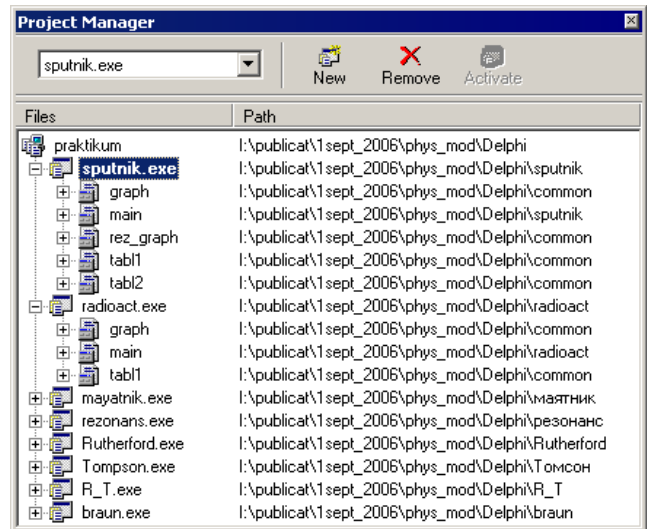 Project Manager
sputnik.exe
New Remove Activate
Files Path
praktikum I:\publicat\1sept_2006\phys_mod\Delphi
sputnik.exe I:\publicat\1sept_2006\phys_mod\Delphi\sputnik
graph I:\publicat\1sept_2006\phys_mod\Delphi\common
main I:\publicat\1sept_2006\phys_mod\Delphi\sputnik
rez_graph I:\publicat\1sept_2006\phys_mod\Delphi\common
tabl1 I:\publicat\1sept_2006\phys_mod\Delphi\common
tabl2 I:\publicat\1sept_2006\phys_mod\Delphi\common
radioact.exe I:\publicat\1sept_2006\phys_mod\Delphi\radioact
graph I:\publicat\1sept_2006\phys_mod\Delphi\common
main I:\publicat\1sept_2006\phys_mod\Delphi\radioact
tabl1 I:\publicat\1sept_2006\phys_mod\Delphi\common
mayatnik.exe I:\publicat\1sept_2006\phys_mod\Delphi\маятник
rezonans.exe I:\publicat\1sept_2006\phys_mod\Delphi\резонанс
Rutherford.exe I:\publicat\1sept_2006\phys_mod\Delphi\Rutherford
Tompson.exe I:\publicat\1sept_2006\phys_mod\Delphi\Томсон
R_T.exe I:\publicat\1sept_2006\phys_mod\Delphi\R_T
braun.exe I:\publicat\1sept_2006\phys_mod\Delphi\braun